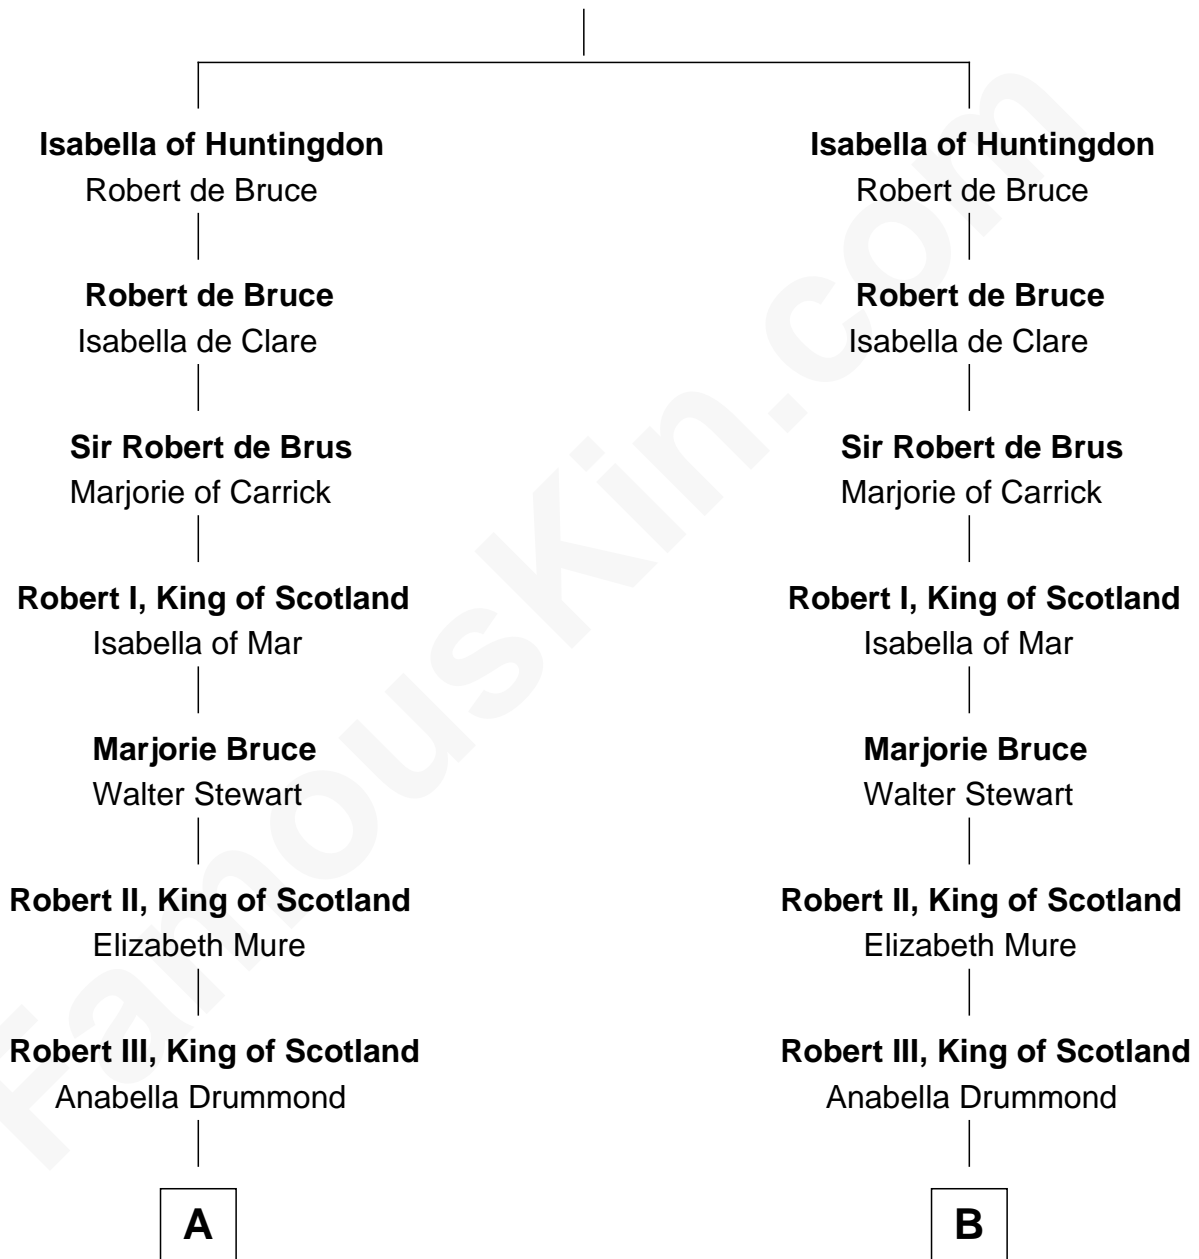 Isabella of Huntingdon
Robert de Bruce
Robert de Bruce
Isabella de Clare
Sir Robert de Brus
Marjorie of Carrick
Robert I, King of Scotland
Isabella of Mar
Marjorie Bruce
Walter Stewart
Robert II, King of Scotland
Elizabeth Mure
Robert III, King of Scotland
Anabella Drummond
A
Isabella of Huntingdon
Robert de Bruce
Robert de Bruce
Isabella de Clare
Sir Robert de Brus
Marjorie of Carrick
Robert I, King of Scotland
Isabella of Mar
Marjorie Bruce
Walter Stewart
Robert II, King of Scotland
Elizabeth Mure
Robert III, King of Scotland
Anabella Drummond
B
FamousKin.com